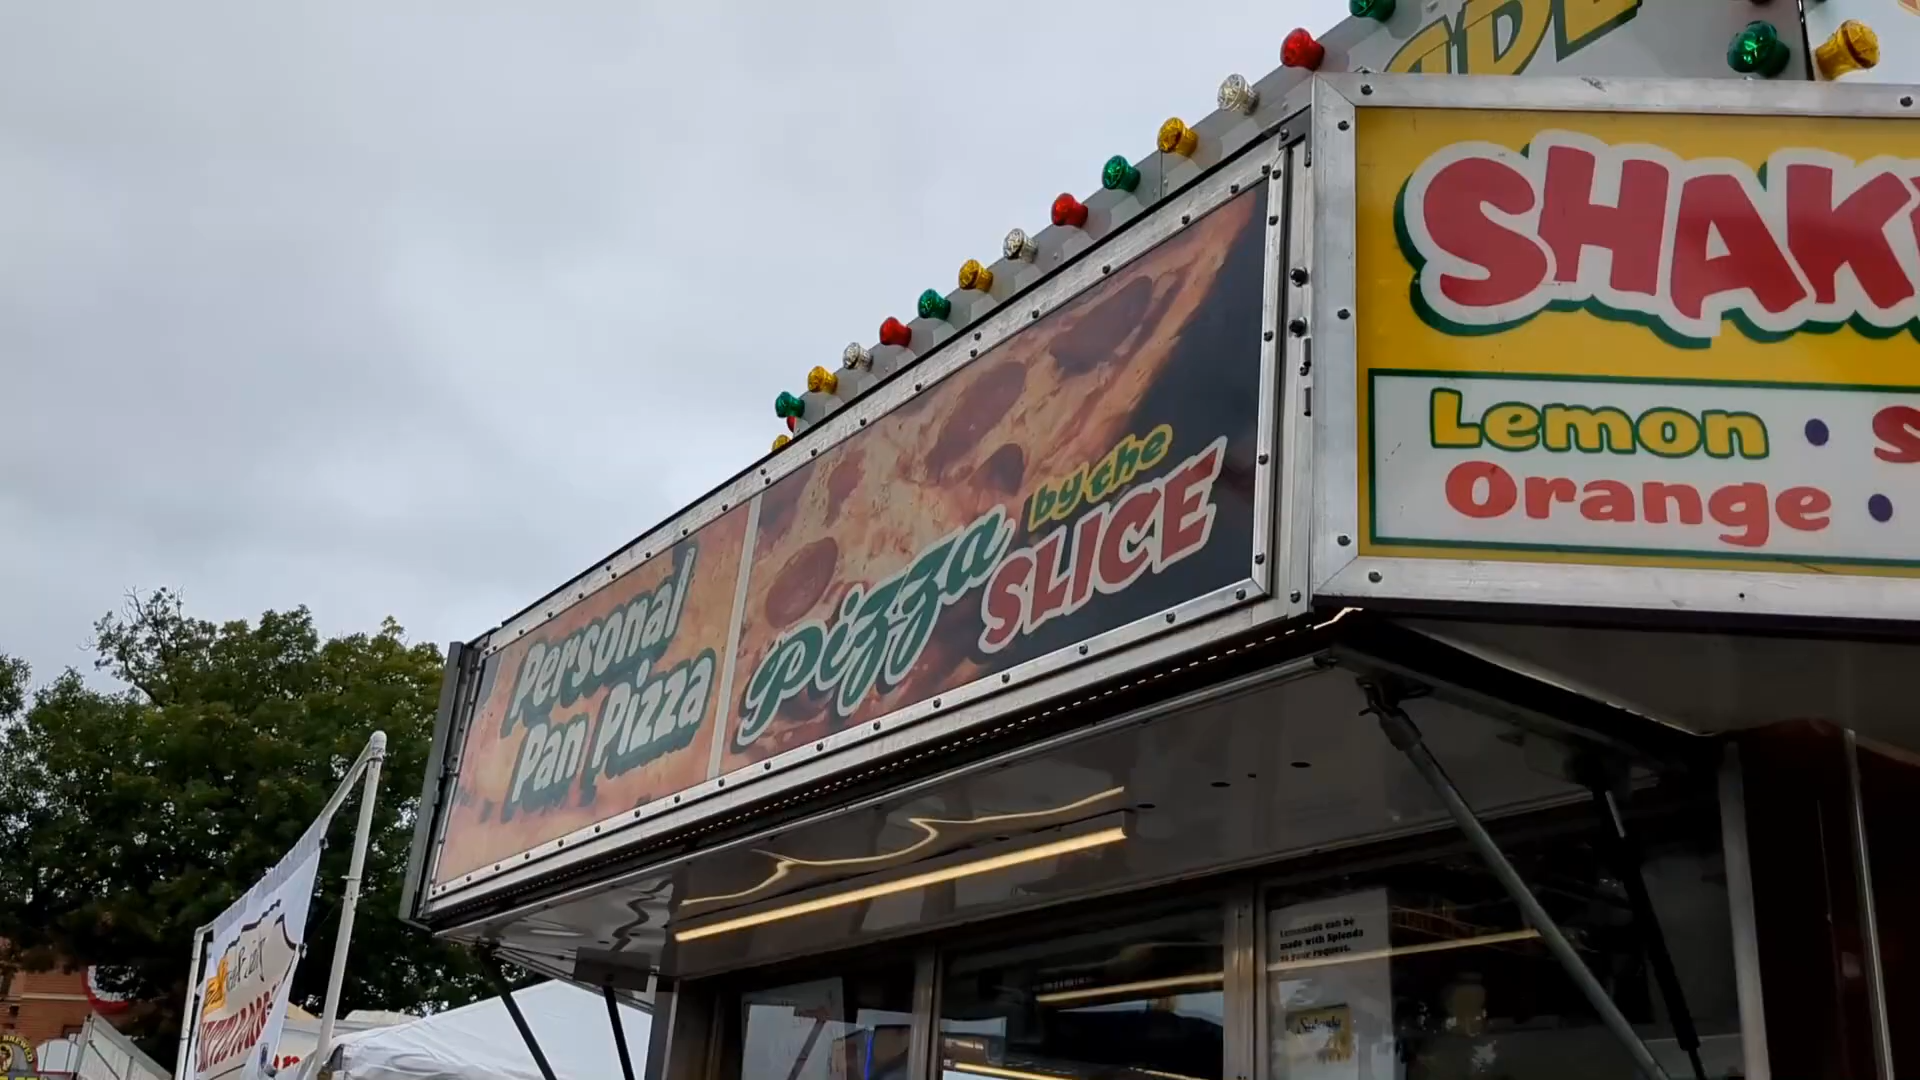 SHAK
Lemon •
Orange •
Personal
Pan Pizza
Pizza
by the
SLICE
Lemonade can be
made with Splenda
at your request.
Splenda